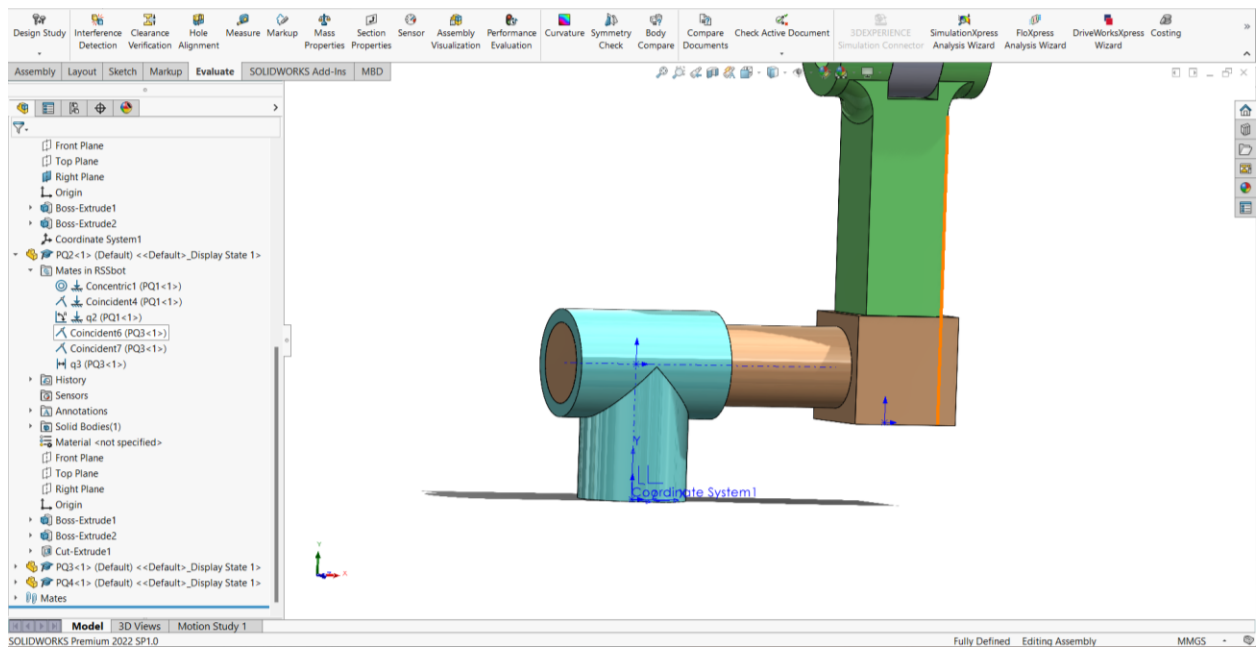 Design Study Interference Detection Clearance Verification Hole Alignment Measure Markup Mass Properties Section Properties Sensor Assembly Visualization Performance Evaluation Curvature Symmetry Check Body Compare Compare Documents Check Active Document 3DEXPERIENCE Simulation Connector SimulationXpress Analysis Wizard FloXpress Analysis Wizard DriveWorksXpress Wizard Costing
Assembly Layout Sketch Markup Evaluate SOLIDWORKS Add-Ins MBD
Front Plane
Top Plane
Right Plane
Origin
Boss-Extrude1
Boss-Extrude2
Coordinate System1
PQ2<1> (Default) <<Default>_Display State 1>
Mates in RSSbot
Concentric1 (PQ1<1>)
Coincident4 (PQ1<1>)
q2 (PQ1<1>)
Coincident6 (PQ3<1>)
Coincident7 (PQ3<1>)
q3 (PQ3<1>)
History
Sensors
Annotations
Solid Bodies(1)
Material <not specified>
Front Plane
Top Plane
Right Plane
Origin
Boss-Extrude1
Boss-Extrude2
Cut-Extrude1
PQ3<1> (Default) <<Default>_Display State 1>
PQ4<1> (Default) <<Default>_Display State 1>
Mates
Y
Coordinate System1
Y
X
Model 3D Views Motion Study 1
SOLIDWORKS Premium 2022 SP1.0 Fully Defined Editing Assembly MMGS